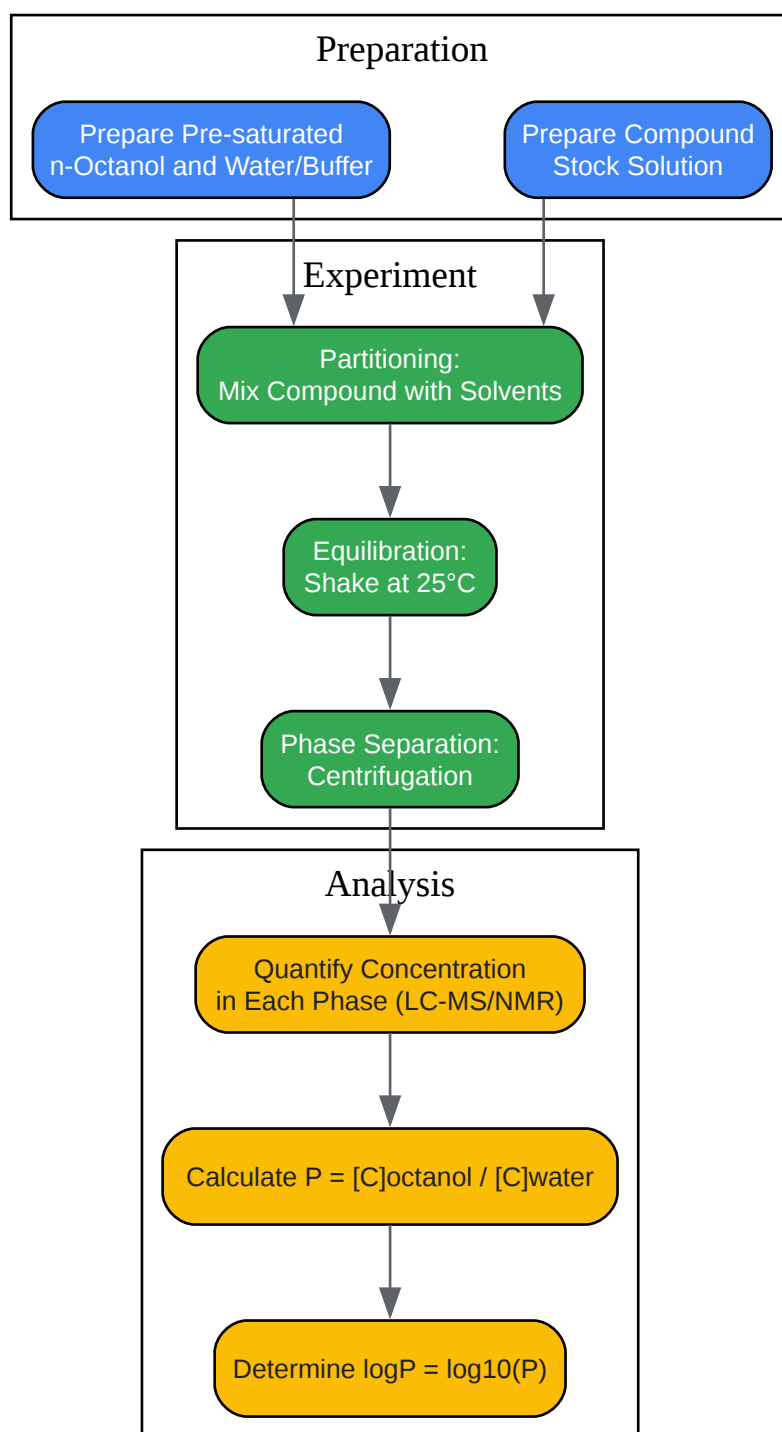 Preparation
Prepare Pre-saturated
n-Octanol and Water/Buffer
Prepare Compound
Stock Solution
Experiment
Partitioning:
Mix Compound with Solvents
Equilibration:
Shake at 25°C
Phase Separation:
Centrifugation
Analysis
Quantify Concentration
in Each Phase (LC-MS/NMR)
Calculate P = [C]octanol / [C]water
Determine logP = log10(P)